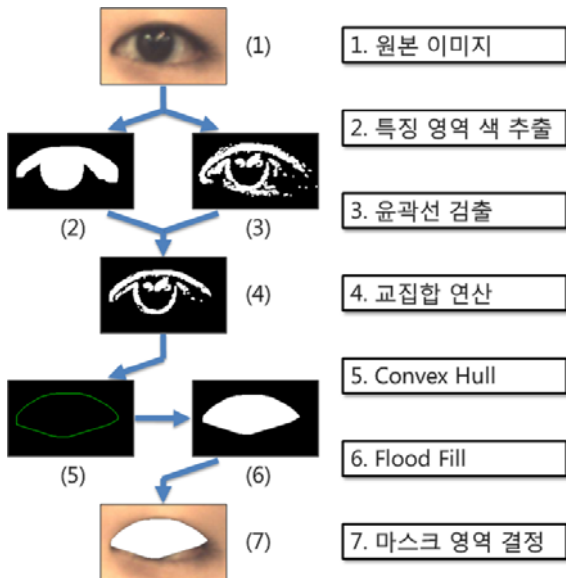 (1)
1. 원본 이미지
2. 특징 영역 색 추출
(2)
(3)
3. 윤곽선 검출
(4)
4. 교집합 연산
5. Convex Hull
(5)
(6)
6. Flood Fill
(7)
7. 마스크 영역 결정